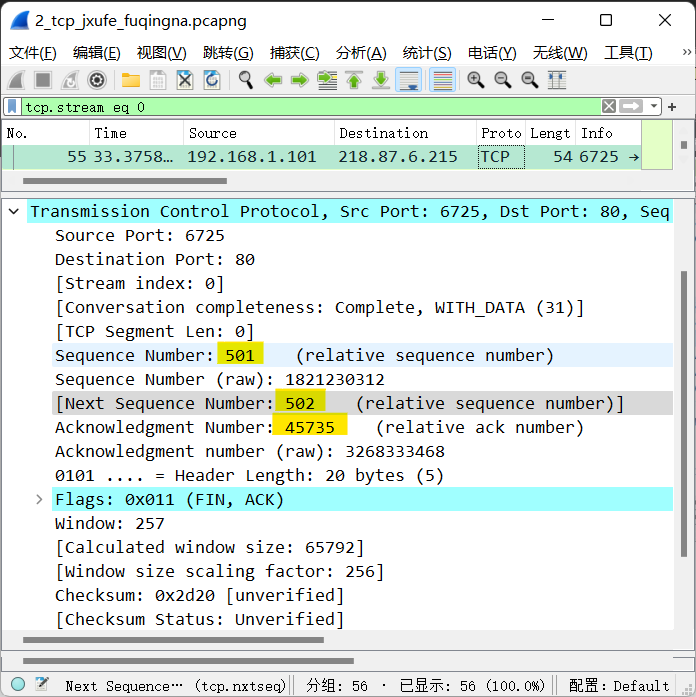 2_tcp_jxufe_fuqingna.pcapng
文件(F) 编辑(E) 视图(V) 跳转(G) 捕获(C) 分析(A) 统计(S) 电话(Y) 无线(W) 工具(T) »
tcp.stream eq 0
No. Time Source Destination Proto Lengt Info
55 33.3758… 192.168.1.101 218.87.6.215 TCP 54 6725 →
Transmission Control Protocol, Src Port: 6725, Dst Port: 80, Seq
Source Port: 6725
Destination Port: 80
[Stream index: 0]
[Conversation completeness: Complete, WITH_DATA (31)]
[TCP Segment Len: 0]
Sequence Number: 501 (relative sequence number)
Sequence Number (raw): 1821230312
[Next Sequence Number: 502 (relative sequence number)]
Acknowledgment Number: 45735 (relative ack number)
Acknowledgment number (raw): 3268333468
0101 .... = Header Length: 20 bytes (5)
Flags: 0x011 (FIN, ACK)
Window: 257
[Calculated window size: 65792]
[Window size scaling factor: 256]
Checksum: 0x2d20 [unverified]
[Checksum Status: Unverified]
Next Sequence… (tcp.nxtseq) 分组: 56 · 已显示: 56 (100.0%) 配置: Default